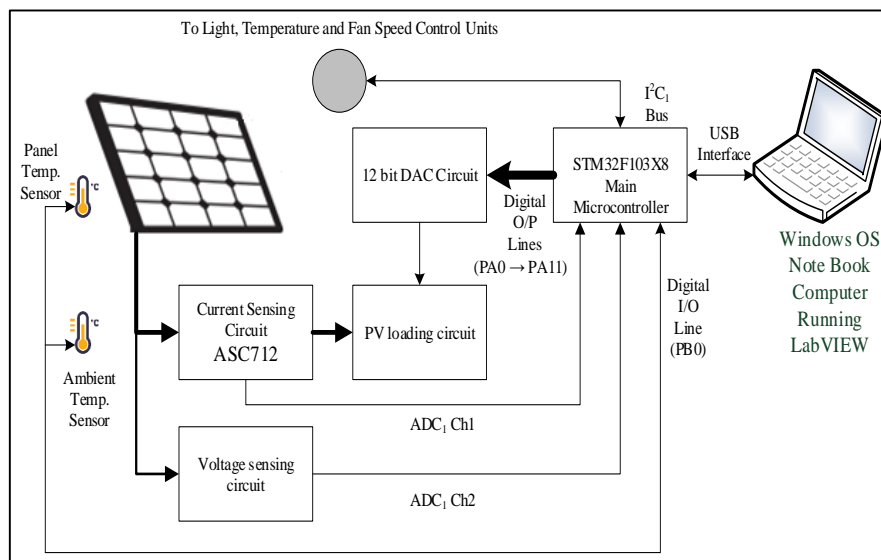 To Light, Temperature and Fan Speed Control Units
I²C₁
Bus
USB
Interface
Panel
Temp.
Sensor
°C
12 bit DAC Circuit
STM32F103X8
Main
Microcontroller
Digital
O/P
Lines
(PA0 → PA11)
Windows OS
Note Book
Computer
Running
LabVIEW
Digital
I/O
Line
(PB0)
Current Sensing
Circuit
ASC712
PV loading circuit
°C
Ambient
Temp.
Sensor
ADC₁ Ch1
Voltage sensing
circuit
ADC₁ Ch2